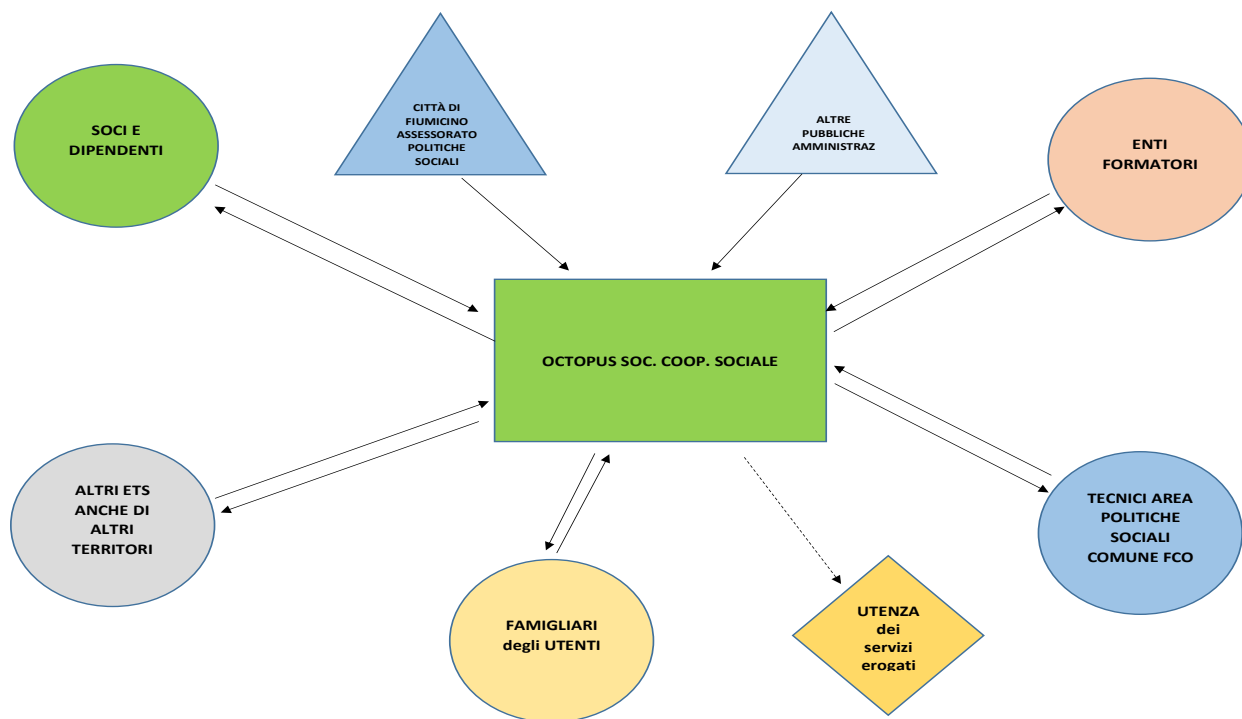 SOCI E
DIPENDENTI
CITTÀ DI
FIUMICINO
ASSESSORATO
POLITICHE
SOCIALI
ALTRE
PUBBLICHE
AMMINISTRAZ
ENTI
FORMATORI
OCTOPUS SOC. COOP. SOCIALE
ALTRI ETS
ANCHE DI
ALTRI
TERRITORI
TECNICI AREA
POLITICHE
SOCIALI
COMUNE FCO
FAMIGLIARI
degli UTENTI
UTENZA
dei
servizi
erogati